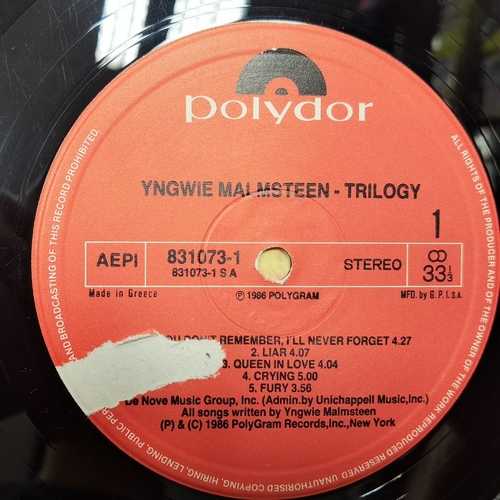 polydor
YNGWIE MALMSTEEN - TRILOGY
1
AEPI
831073-1
831073-1 S A
STEREO
33 1/3
Made in Greece
℗ 1986 POLYGRAM
MFD. by G. P. I. S.A.
DON'T REMEMBER, I'LL NEVER FORGET 4.27
2. LIAR 4.07
3. QUEEN IN LOVE 4.04
4. CRYING 5.00
5. FURY 3.56
De Nove Music Group, Inc. (Admin.by Unichappell Music,Inc.)
All songs written by Yngwie Malmsteen
(P) & (C) 1986 PolyGram Records,Inc.,New York
ALL RIGHTS OF THE PRODUCER AND OF THE OWNER OF THE WORK REPRODUCED RESERVED. UNAUTHORISED COPYING, HIRING, LENDING, PUBLIC PER
AND BROADCASTING OF THIS RECORD PROHIBITED.